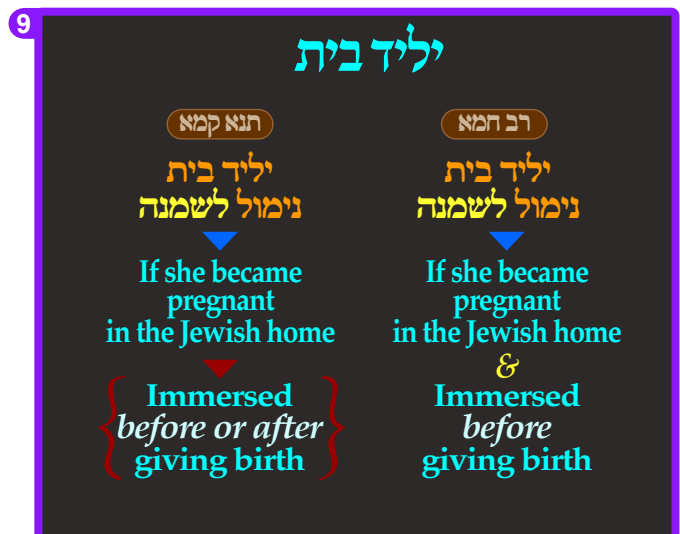 9
יליד בית
רב חמא
יליד בית
נימול לשמנה
If she became
pregnant
in the Jewish home
&
Immersed
before
giving birth
תנא קמא
יליד בית
נימול לשמנה
If she became
pregnant
in the Jewish home
Immersed
before or after
giving birth